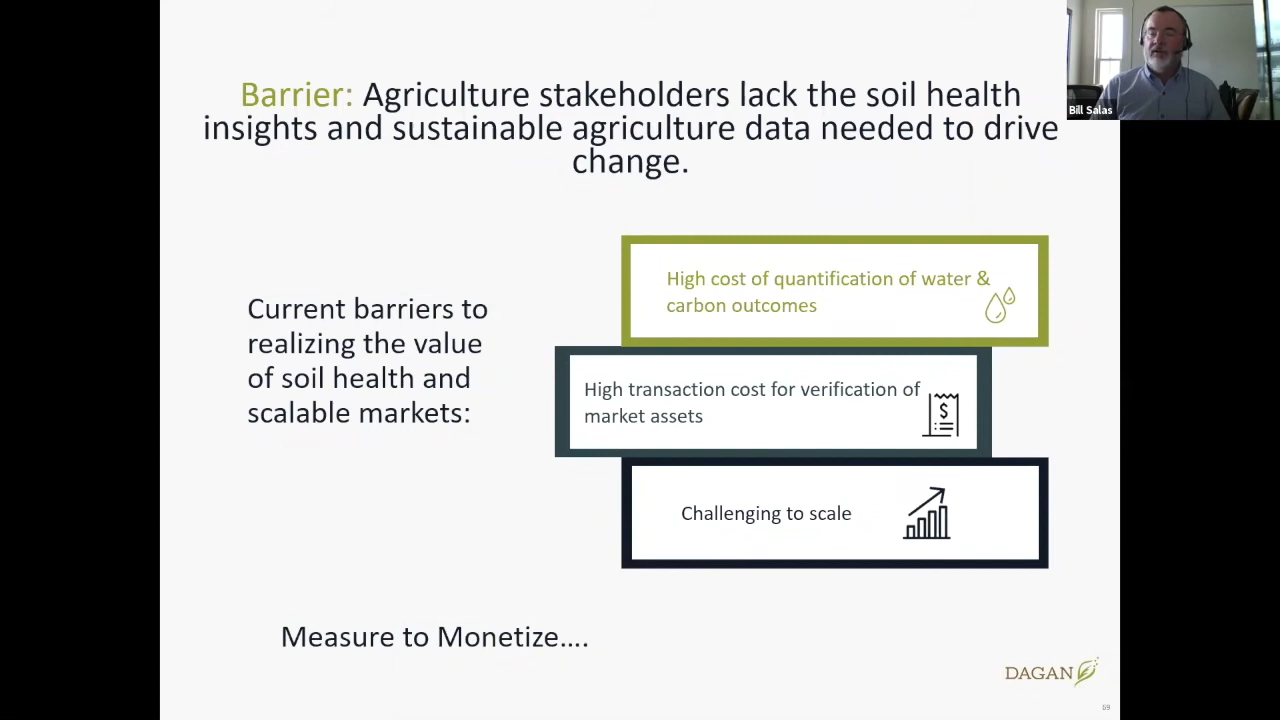 Barrier: Agriculture stakeholders lack the soil health
insights and sustainable agriculture data needed to drive
change.
Bill Salas
High cost of quantification of water &
carbon outcomes
Current barriers to
realizing the value
of soil health and
scalable markets:
High transaction cost for verification of
market assets
$
Challenging to scale
Measure to Monetize....
DAGAN
69